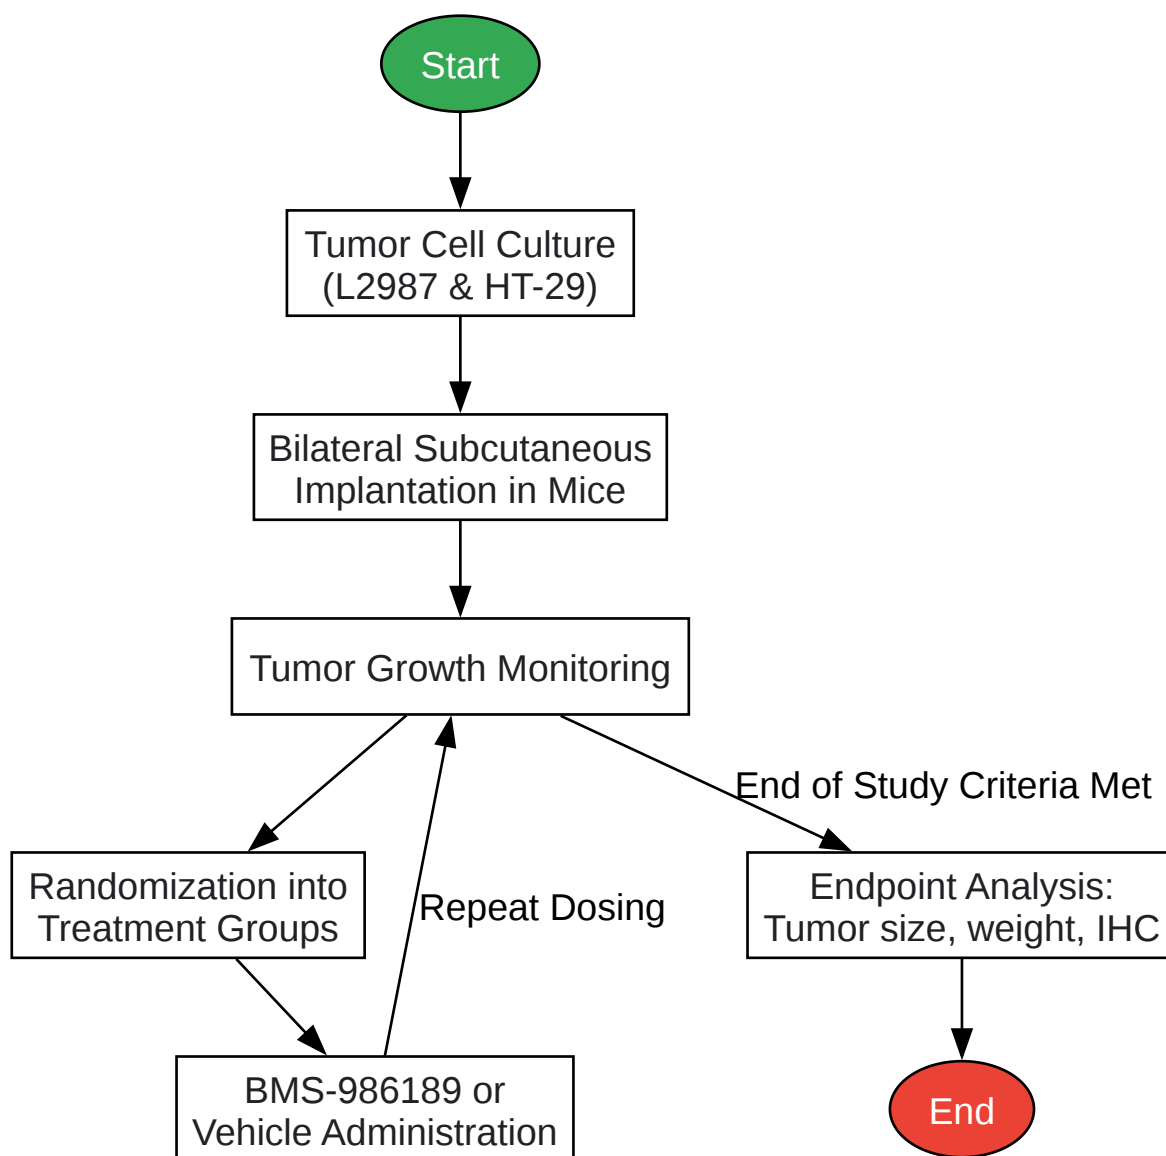 Start
Tumor Cell Culture
(L2987 & HT-29)
Bilateral Subcutaneous
Implantation in Mice
Tumor Growth Monitoring
End of Study Criteria Met
Randomization into
Treatment Groups
Repeat Dosing
Endpoint Analysis:
Tumor size, weight, IHC
BMS-986189 or
Vehicle Administration
End